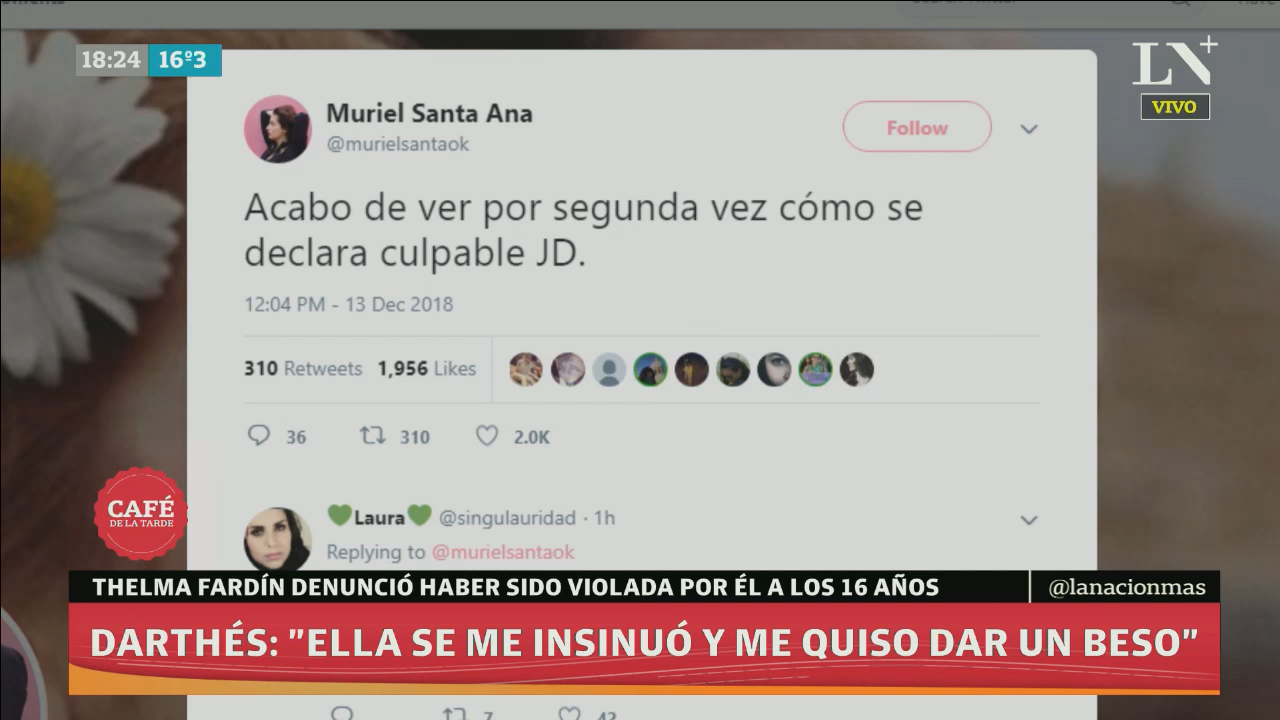 18:24 16º3
LN+
VIVO
Muriel Santa Ana
@murielsantaok
Follow
Acabo de ver por segunda vez cómo se
declara culpable JD.
12:04 PM - 13 Dec 2018
310 Retweets 1,956 Likes
36 310 2.0K
CAFÉ
DE LA TARDE
Laura @singulauridad · 1h
Replying to @murielsantaok
THELMA FARDÍN DENUNCIÓ HABER SIDO VIOLADA POR ÉL A LOS 16 AÑOS
@lanacionmas
DARTHÉS: "ELLA SE ME INSINUÓ Y ME QUISO DAR UN BESO"
7